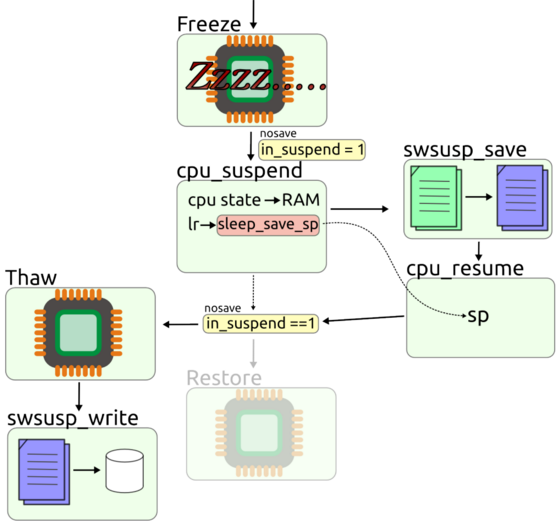 Freeze
Zzzz.....
nosave
in_suspend = 1
cpu_suspend
cpu state → RAM
lr → sleep_save_sp
swsusp_save
cpu_resume
sp
nosave
in_suspend ==1
Thaw
Restore
swsusp_write